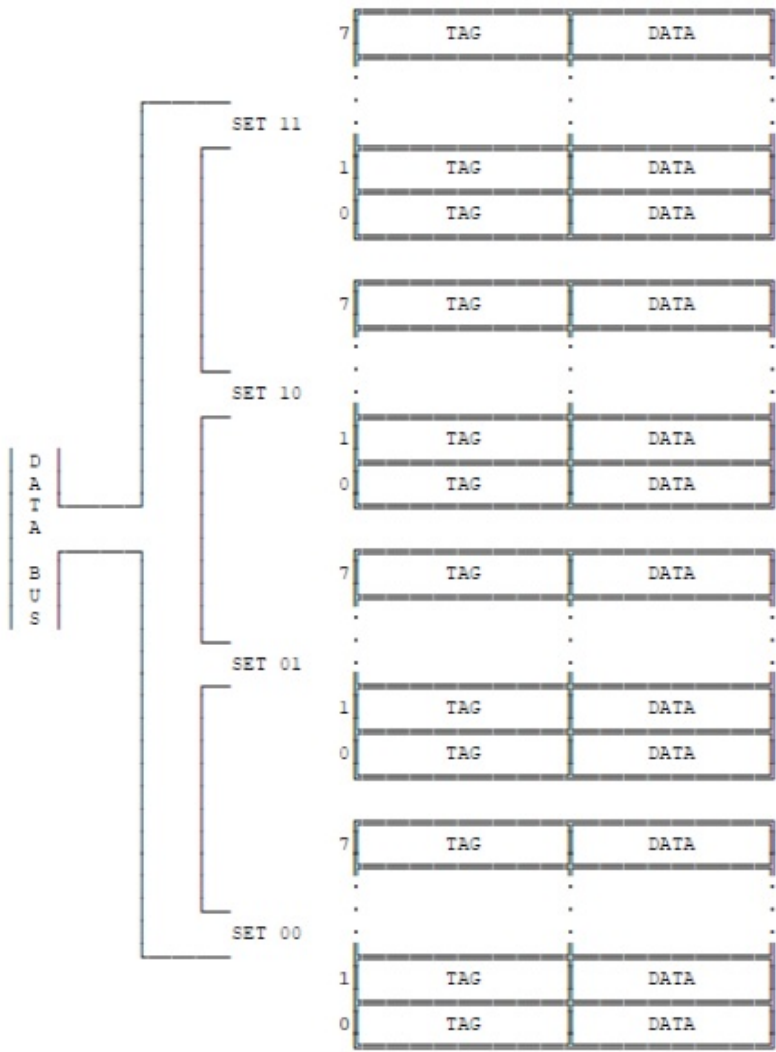 7 TAG DATA
. . .
. . .
SET 11 . . .
1 TAG DATA
0 TAG DATA
7 TAG DATA
. . .
. . .
SET 10 . . .
1 TAG DATA
0 TAG DATA
DATA BUS
7 TAG DATA
. . .
. . .
SET 01 . . .
1 TAG DATA
0 TAG DATA
7 TAG DATA
. . .
. . .
SET 00 . . .
1 TAG DATA
0 TAG DATA